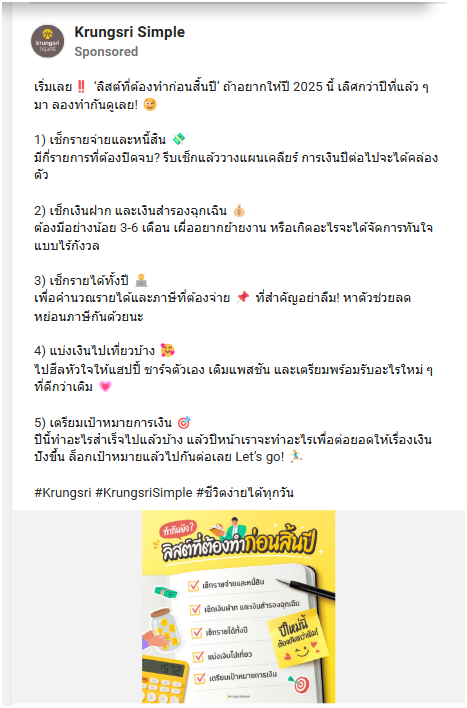 krungsri
กรุงศรี
Krungsri Simple
Sponsored
เริ่มเลย ‼️ 'ลิสต์ที่ต้องทำก่อนสิ้นปี' ถ้าอยากให้ปี 2025 นี้ เลิศกว่าปีที่แล้ว ๆ
มา ลองทำกันดูเลย! 😉
1) เช็กรายจ่ายและหนี้สิน 💸
มีกี่รายการที่ต้องปิดจบ? รีบเช็กแล้ววางแผนเคลียร์ การเงินปีต่อไปจะได้คล่อง
ตัว
2) เช็กเงินฝาก และเงินสำรองฉุกเฉิน 💰
ต้องมีอย่างน้อย 3-6 เดือน เผื่ออยากย้ายงาน หรือเกิดอะไรจะได้จัดการทันใจ
แบบไร้กังวล
3) เช็กรายได้ทั้งปี 🧑‍💻
เพื่อคำนวณรายได้และภาษีที่ต้องจ่าย 📌 ที่สำคัญอย่าลืม! หาตัวช่วยลด
หย่อนภาษีกันด้วยนะ
4) แบ่งเงินไปเที่ยวบ้าง 🥰
ไปฮีลหัวใจให้แฮปปี้ ชาร์จตัวเอง เติมแพสชัน และเตรียมพร้อมรับอะไรใหม่ ๆ
ที่ดีกว่าเดิม 💗
5) เตรียมเป้าหมายการเงิน 🎯
ปีนี้ทำอะไรสำเร็จไปแล้วบ้าง แล้วปีหน้าเราจะทำอะไรเพื่อต่อยอดให้เรื่องเงิน
ปังขึ้น ล็อกเป้าหมายแล้วไปกันต่อเลย Let's go! 🏃
#Krungsri #KrungsriSimple #ชีวิตง่ายได้ทุกวัน
ทำกันยัง?
ลิสต์ที่ต้องทำก่อนสิ้นปี
เช็กรายจ่ายและหนี้สิน
เช็กเงินฝาก และเงินสำรองฉุกเฉิน
เช็กรายได้ทั้งปี
แบ่งเงินไปเที่ยว
เตรียมเป้าหมายการเงิน
ปีใหม่นี้